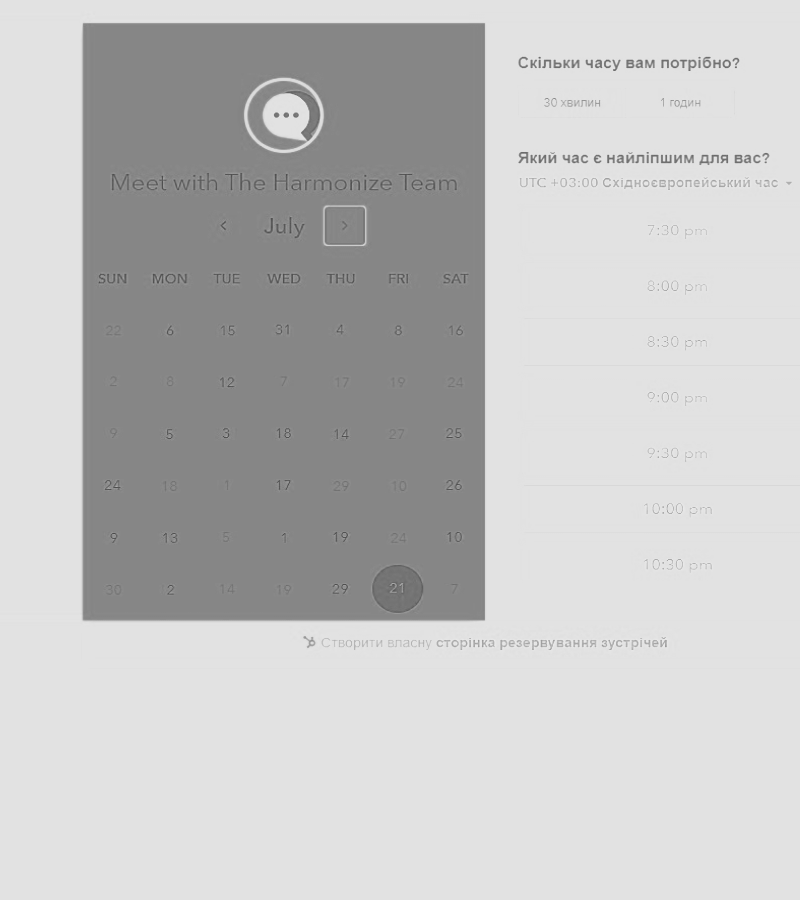 Meet with The Harmonize Team
July
SUN MON TUE WED THU FRI SAT
22 6 15 31 4 8 16
2 8 12 7 17 19 24
9 5 3 18 14 27 25
24 18 1 17 29 10 26
9 13 5 1 19 24 10
30 2 14 19 29 21 7
Скільки часу вам потрібно?
30 хвилин 1 годин
Який час є найліпшим для вас?
UTC +03:00 Східноєвропейський час
7:30 pm
8:00 pm
8:30 pm
9:00 pm
9:30 pm
10:00 pm
10:30 pm
Створити власну сторінка резервування зустрічей